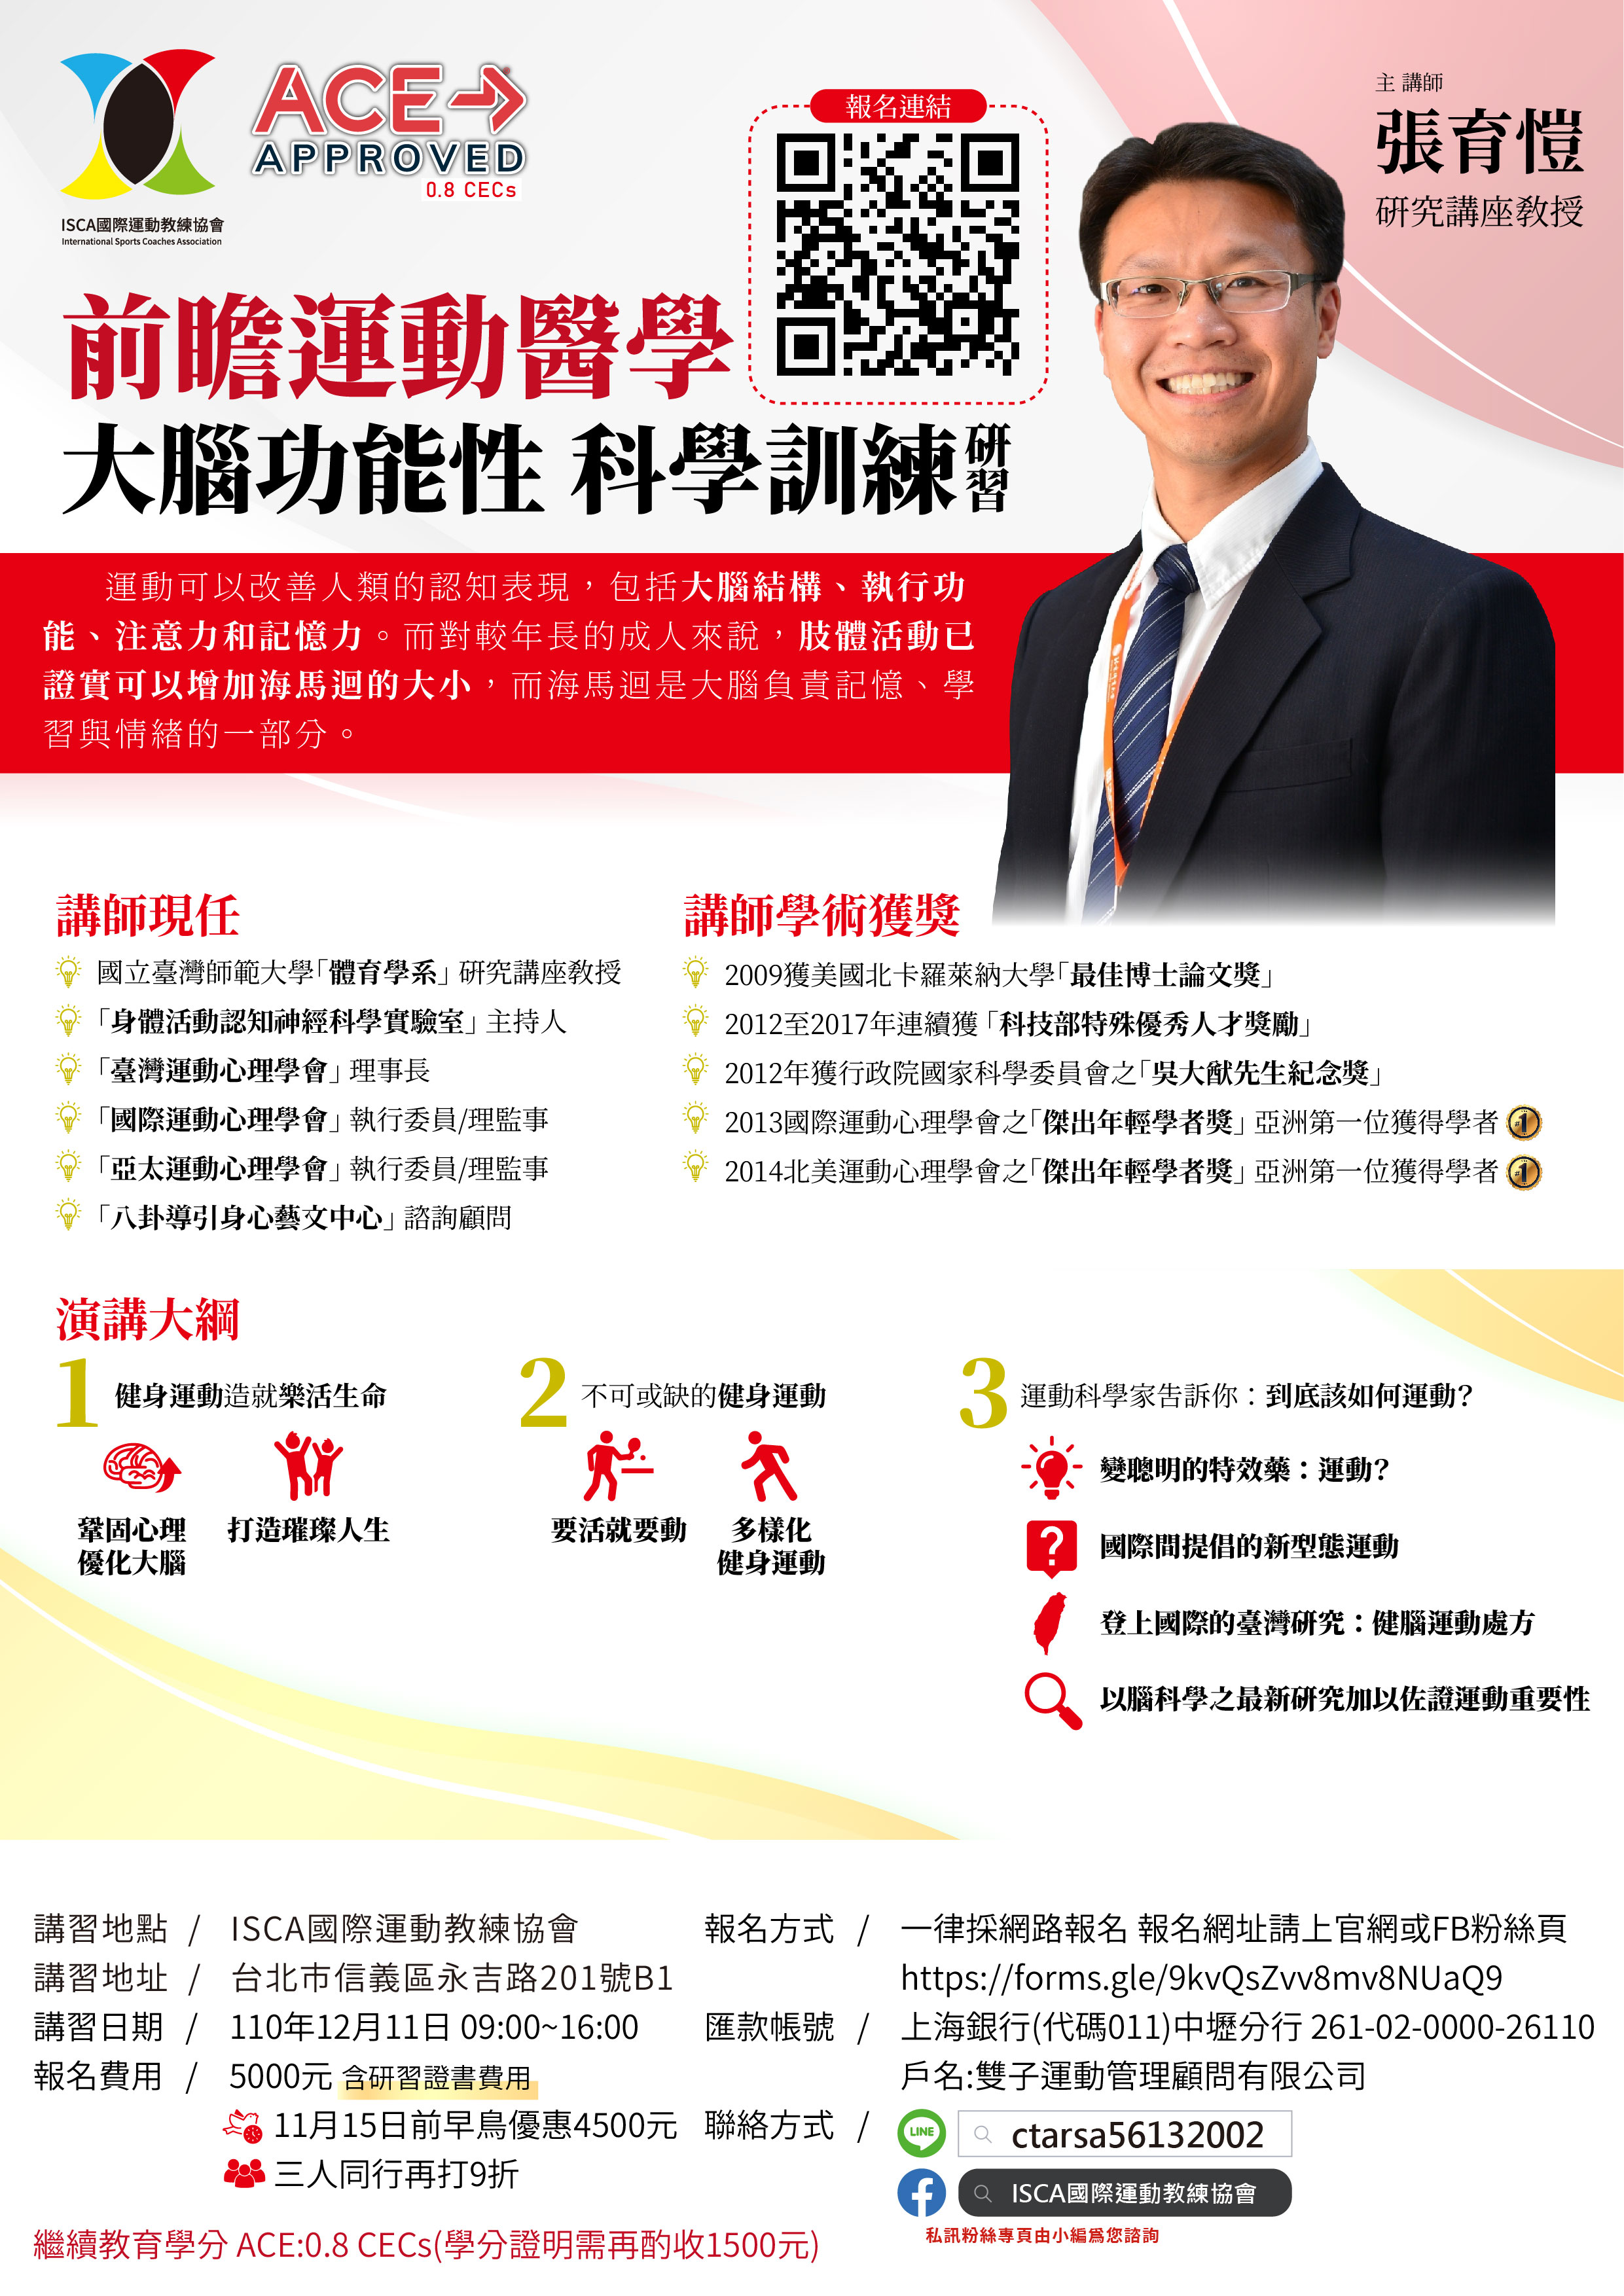 ISCA國際運動教練協會
International Sports Coaches Association
ACE
APPROVED
0.8 CECs
報名連結
主 講師
張育愷
研究講座教授
前瞻運動醫學
大腦功能性 科學訓練研習
運動可以改善人類的認知表現，包括大腦結構、執行功
能、注意力和記憶力。而對較年長的成人來說，肢體活動已
證實可以增加海馬迴的大小，而海馬迴是大腦負責記憶、學
習與情緒的一部分。
講師現任
國立臺灣師範大學「體育學系」研究講座教授
「身體活動認知神經科學實驗室」主持人
「臺灣運動心理學會」理事長
「國際運動心理學會」執行委員/理監事
「亞太運動心理學會」執行委員/理監事
「八卦導引身心藝文中心」諮詢顧問
講師學術獲獎
2009獲美國北卡羅萊納大學「最佳博士論文獎」
2012至2017年連續獲「科技部特殊優秀人才獎勵」
2012年獲行政院國家科學委員會之「吳大猷先生紀念獎」
2013國際運動心理學會之「傑出年輕學者獎」亞洲第一位獲得學者 #1
2014北美運動心理學會之「傑出年輕學者獎」亞洲第一位獲得學者 #1
演講大綱
1 健身運動造就樂活生命
鞏固心理
優化大腦
打造璀璨人生
2 不可或缺的健身運動
要活就要動
多樣化
健身運動
3 運動科學家告訴你：到底該如何運動?
變聰明的特效藥：運動?
國際間提倡的新型態運動
登上國際的臺灣研究：健腦運動處方
以腦科學之最新研究加以佐證運動重要性
講習地點 / ISCA國際運動教練協會
講習地址 / 台北市信義區永吉路201號B1
講習日期 / 110年12月11日 09:00~16:00
報名費用 / 5000元 含研習證書費用
11月15日前早鳥優惠4500元
三人同行再打9折
繼續教育學分 ACE:0.8 CECs(學分證明需再酌收1500元)
報名方式 / 一律採網路報名 報名網址請上官網或FB粉絲頁
https://forms.gle/9kvQsZvv8mv8NUaQ9
匯款帳號 / 上海銀行(代碼011)中壢分行 261-02-0000-26110
戶名:雙子運動管理顧問有限公司
聯絡方式 / LINE ctarsa56132002
ISCA國際運動教練協會
私訊粉絲專頁由小編為您諮詢